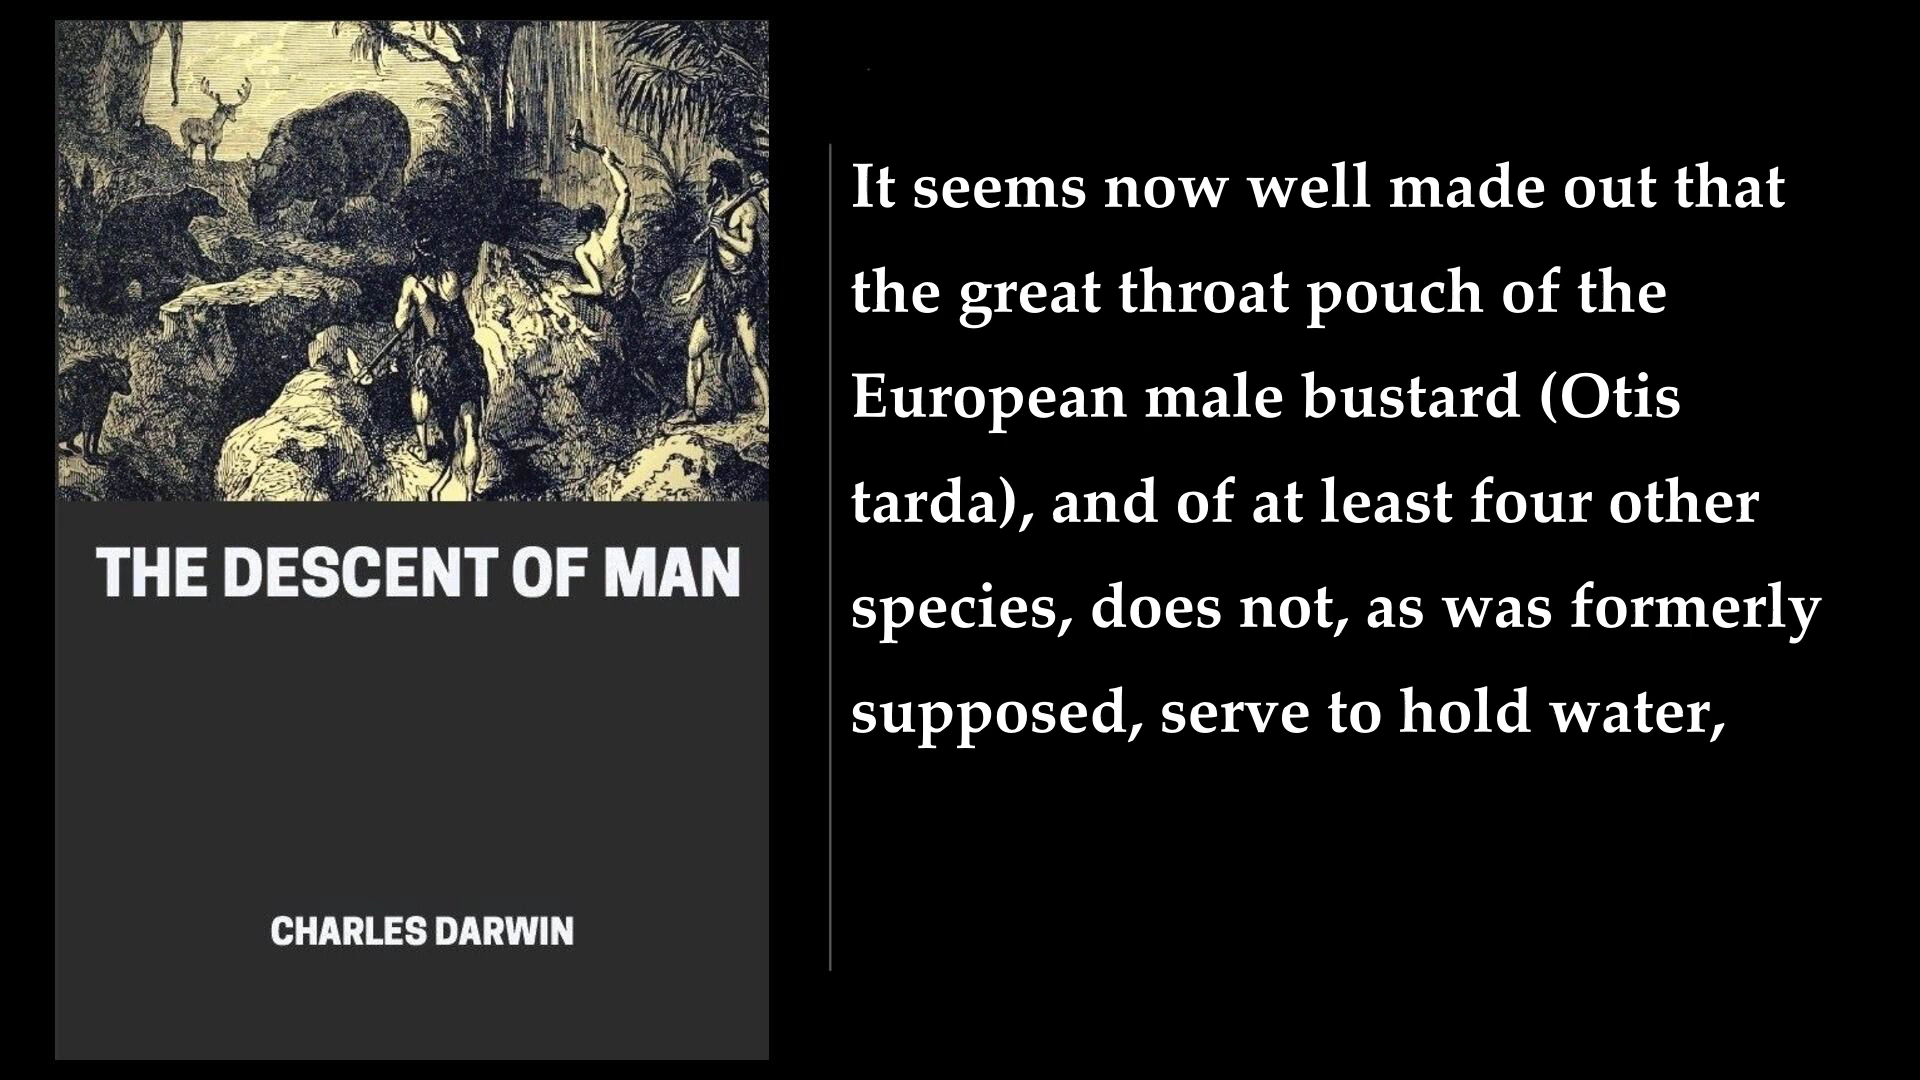 THE DESCENT OF MAN
CHARLES DARWIN
It seems now well made out that
the great throat pouch of the
European male bustard (Otis
tarda), and of at least four other
species, does not, as was formerly
supposed, serve to hold water,